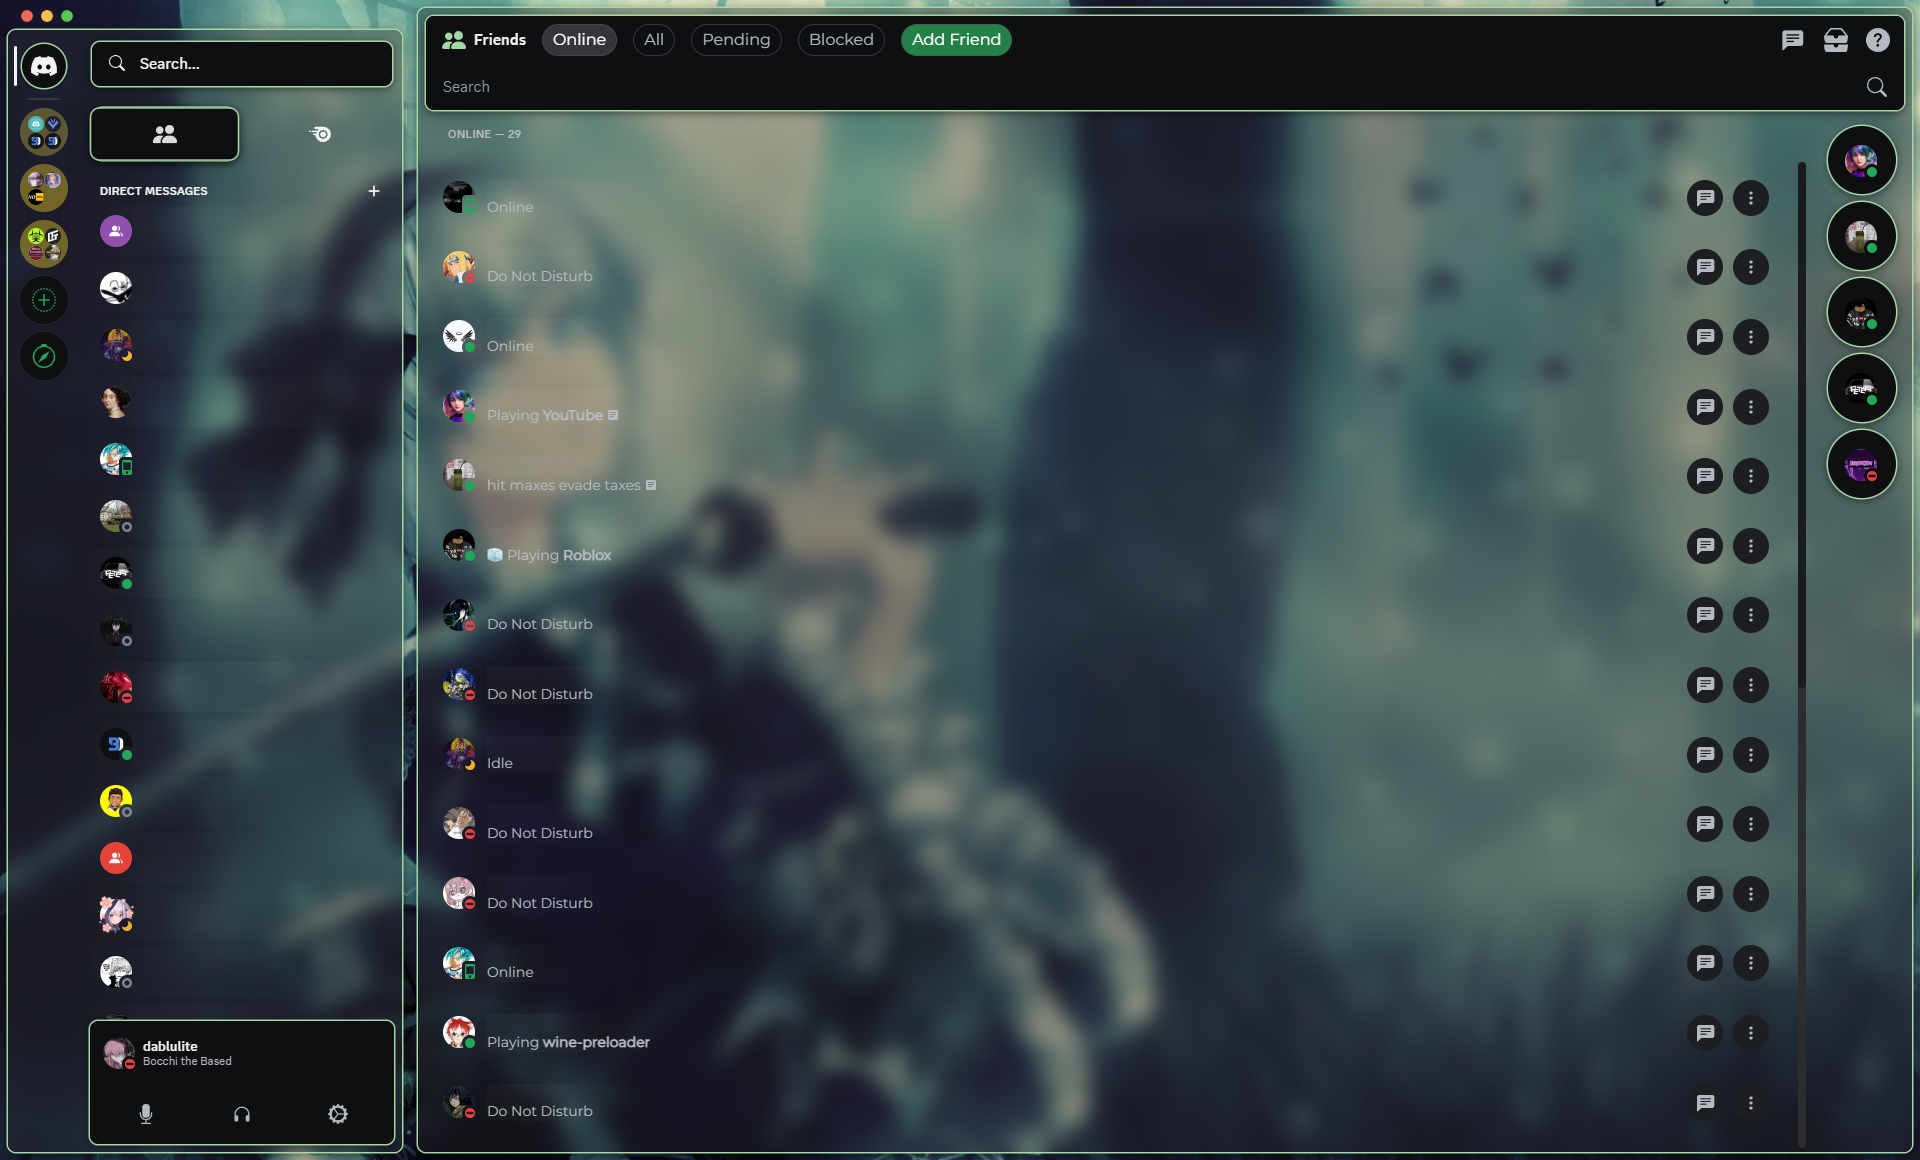 Search...
DIRECT MESSAGES
dablulite
Bocchi the Based
Friends
Online
All
Pending
Blocked
Add Friend
Search
ONLINE — 29
Online
Do Not Disturb
Online
Playing YouTube
hit maxes evade taxes
Playing Roblox
Do Not Disturb
Do Not Disturb
Idle
Do Not Disturb
Do Not Disturb
Online
Playing wine-preloader
Do Not Disturb